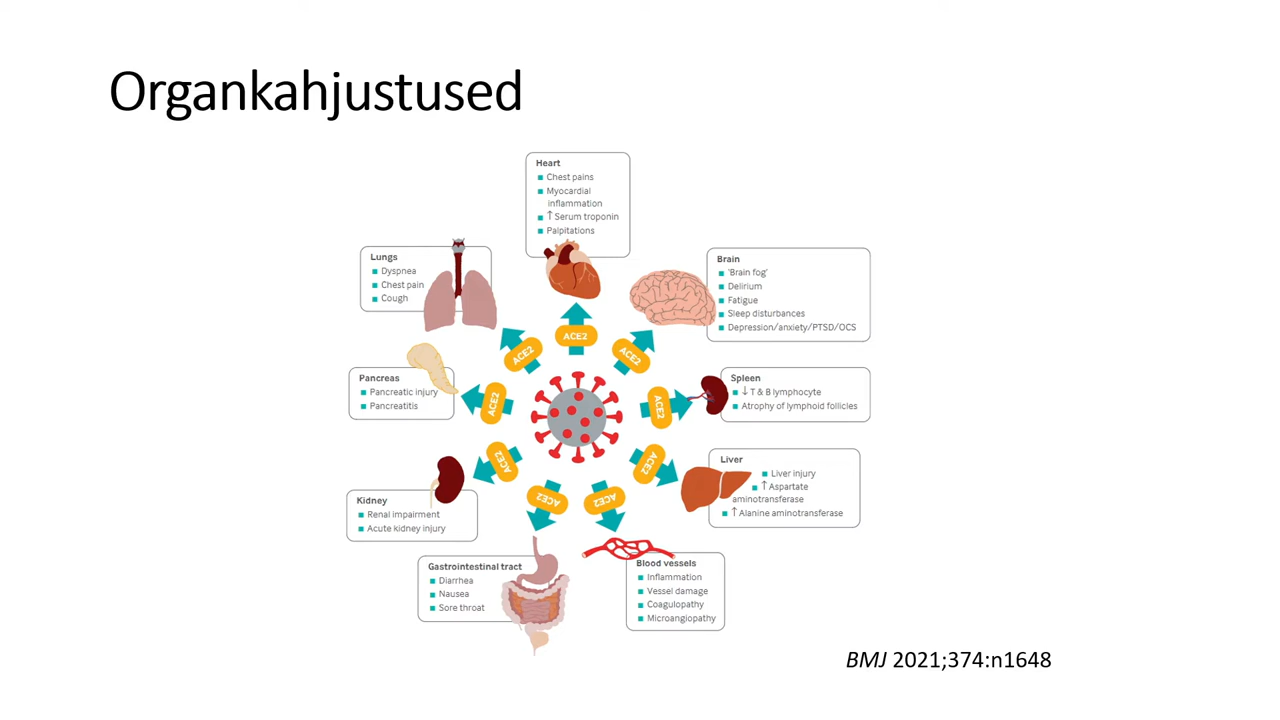 Organkahjustused
Heart
Chest pains
Myocardial
inflammation
↑ Serum troponin
Palpitations
Lungs
Dyspnea
Chest pain
Cough
Brain
'Brain fog'
Delirium
Fatigue
Sleep disturbances
Depression/anxiety/PTSD/OCS
ACE2
ACE2
ACE2
Pancreas
Pancreatic injury
Pancreatitis
ACE2
ACE2
Spleen
↓ T & B lymphocyte
Atrophy of lymphoid follicles
ACE2
ACE2
Liver
Liver injury
↑ Aspartate
aminotransferase
↑ Alanine aminotransferase
Kidney
Renal impairment
Acute kidney injury
ACE2
ACE2
Gastrointestinal tract
Diarrhea
Nausea
Sore throat
Blood vessels
Inflammation
Vessel damage
Coagulopathy
Microangiopathy
BMJ 2021;374:n1648